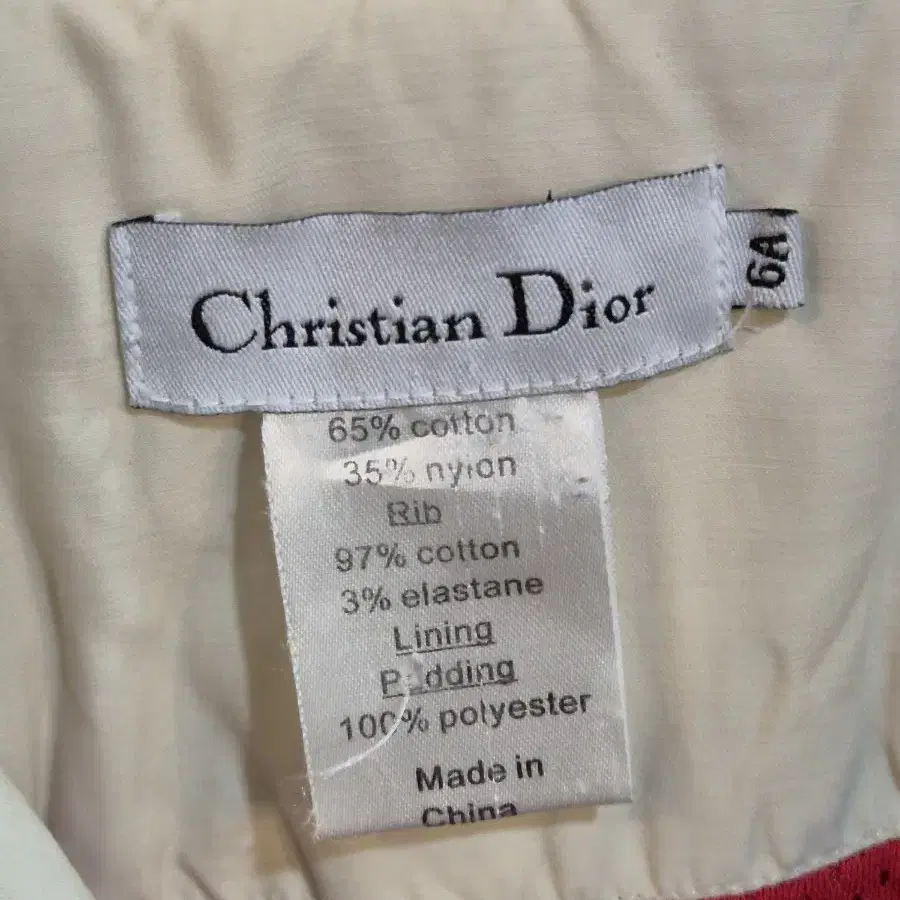 Christian Dior
6A
65% cotton
35% nylon
Rib
97% cotton
3% elastane
Lining
Padding
100% polyester
Made in
China